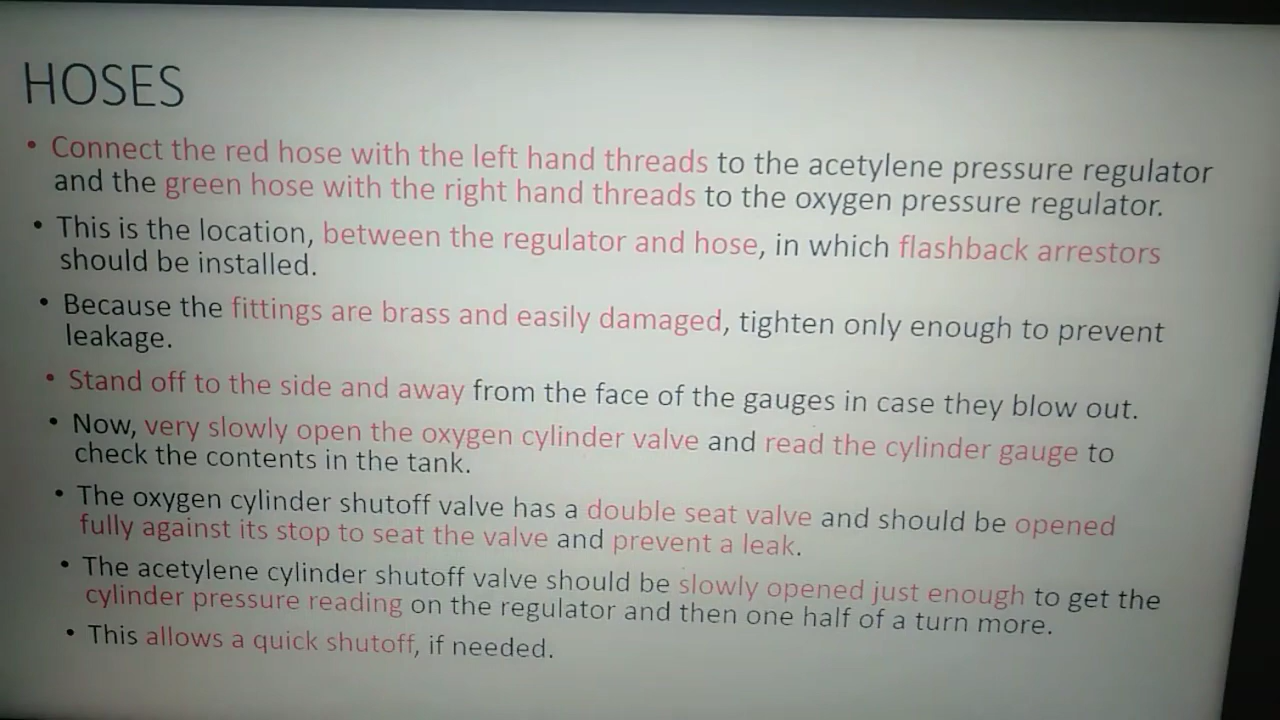 HOSES
• Connect the red hose with the left hand threads to the acetylene pressure regulator
and the green hose with the right hand threads to the oxygen pressure regulator.
• This is the location, between the regulator and hose, in which flashback arrestors
should be installed.
• Because the fittings are brass and easily damaged, tighten only enough to prevent
leakage.
• Stand off to the side and away from the face of the gauges in case they blow out.
• Now, very slowly open the oxygen cylinder valve and read the cylinder gauge to
check the contents in the tank.
• The oxygen cylinder shutoff valve has a double seat valve and should be opened
fully against its stop to seat the valve and prevent a leak.
• The acetylene cylinder shutoff valve should be slowly opened just enough to get the
cylinder pressure reading on the regulator and then one half of a turn more.
• This allows a quick shutoff, if needed.